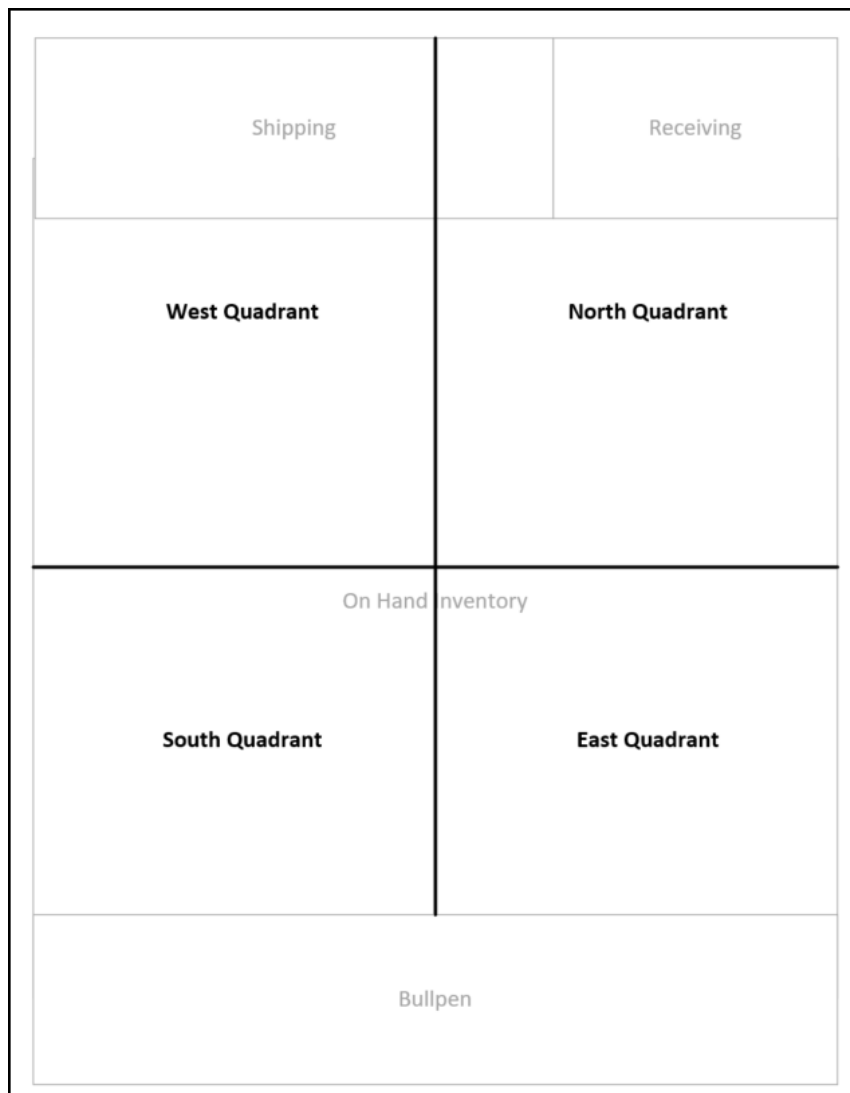 Shipping
Receiving
West Quadrant
North Quadrant
On Hand Inventory
South Quadrant
East Quadrant
Bullpen